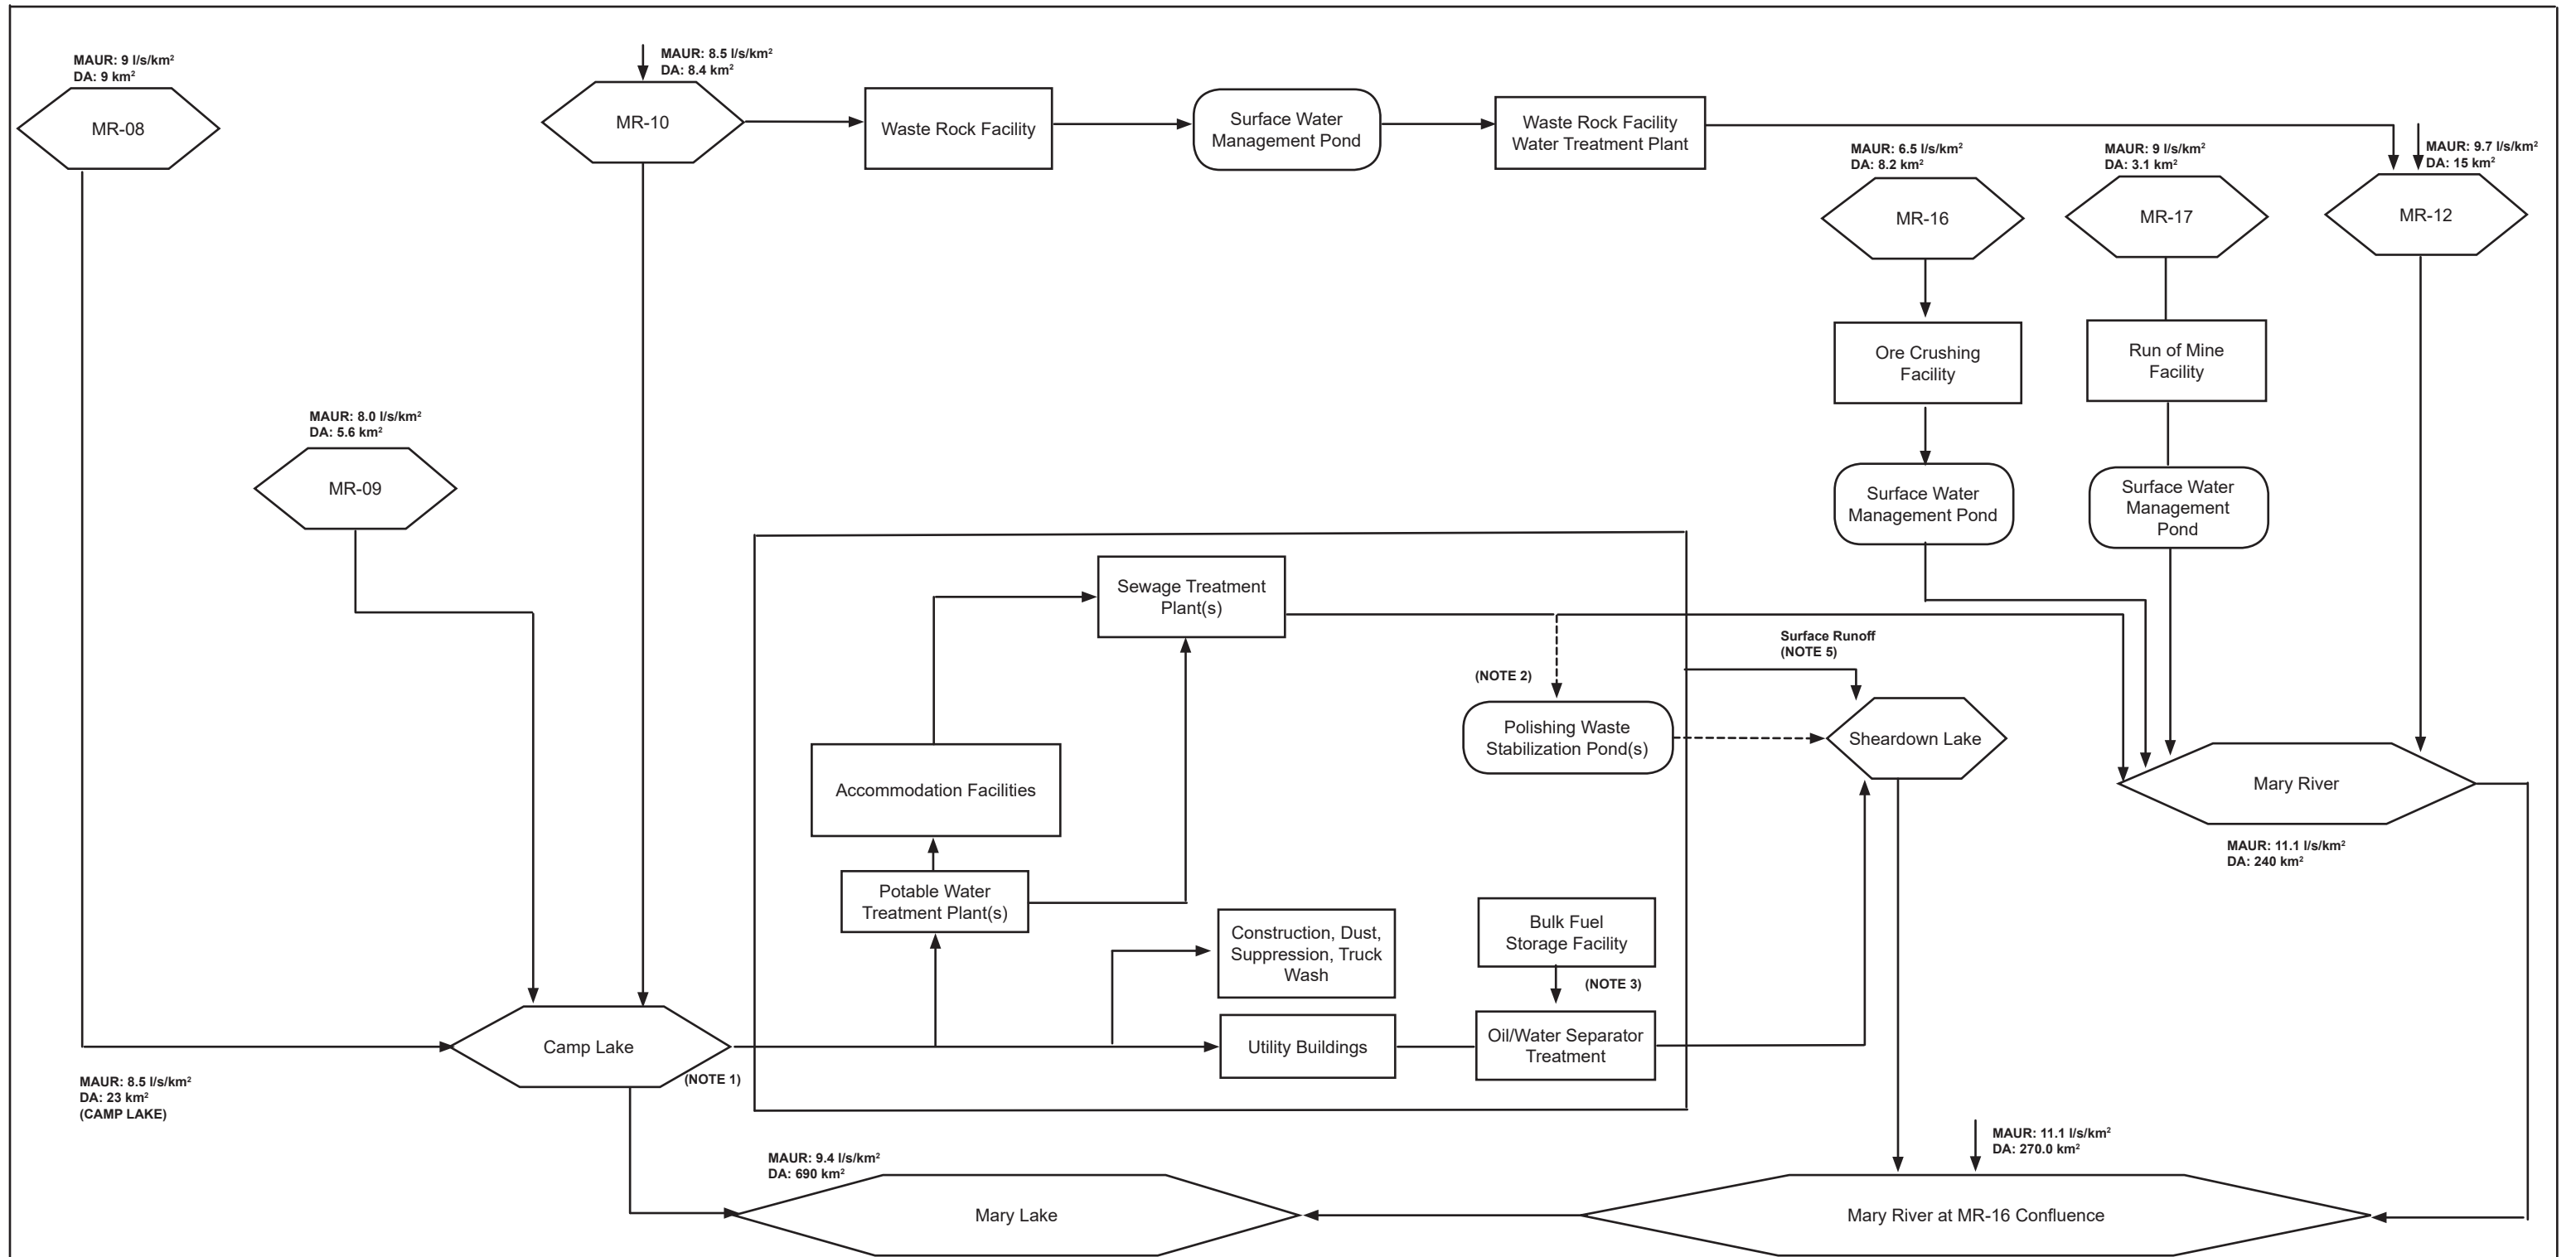 MAUR: 9 l/s/km²
DA: 9 km²
MR-08
MAUR: 8.5 l/s/km²
DA: 8.4 km²
MR-10
Waste Rock Facility
Surface Water
Management Pond
Waste Rock Facility
Water Treatment Plant
MAUR: 6.5 l/s/km²
DA: 8.2 km²
MR-16
MAUR: 9 l/s/km²
DA: 3.1 km²
MR-17
MAUR: 9.7 l/s/km²
DA: 15 km²
MR-12
Ore Crushing
Facility
Run of Mine
Facility
MAUR: 8.0 l/s/km²
DA: 5.6 km²
MR-09
Surface Water
Management Pond
Surface Water
Management
Pond
Sewage Treatment
Plant(s)
Surface Runoff
(NOTE 5)
(NOTE 2)
Polishing Waste
Stabilization Pond(s)
Sheardown Lake
Accommodation Facilities
Mary River
MAUR: 11.1 l/s/km²
DA: 240 km²
Potable Water
Treatment Plant(s)
Construction, Dust,
Suppression, Truck
Wash
Bulk Fuel
Storage Facility
(NOTE 3)
Camp Lake
(NOTE 1)
Utility Buildings
Oil/Water Separator
Treatment
MAUR: 8.5 l/s/km²
DA: 23 km²
(CAMP LAKE)
MAUR: 9.4 l/s/km²
DA: 690 km²
Mary Lake
MAUR: 11.1 l/s/km²
DA: 270.0 km²
Mary River at MR-16 Confluence